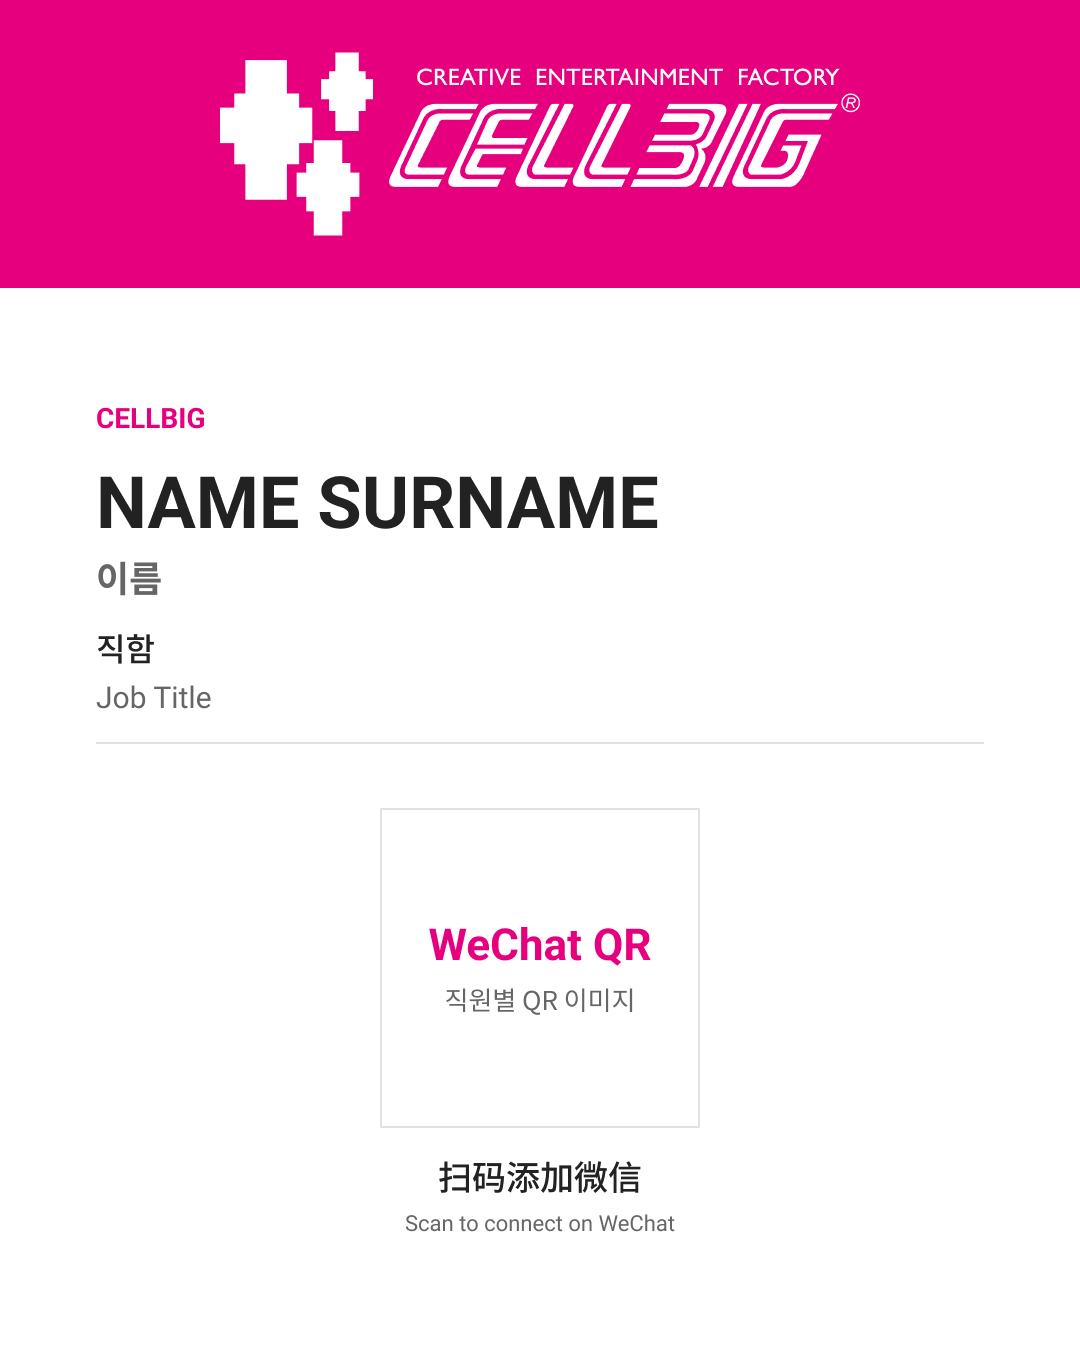 CREATIVE ENTERTAINMENT FACTORY
CELLBIG®
CELLBIG
NAME SURNAME
이름
직함
Job Title
WeChat QR
직원별 QR 이미지
扫码添加微信
Scan to connect on WeChat